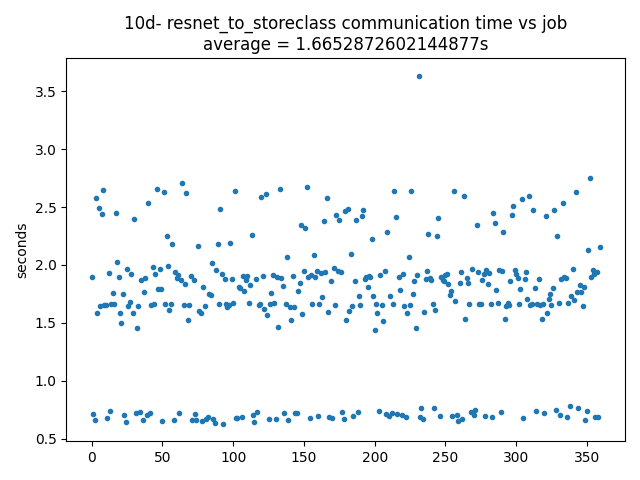 10d- resnet_to_storeclass communication time vs job
average = 1.6652872602144877s
3.5
3.0
2.5
2.0
1.5
1.0
0.5
seconds
0 50 100 150 200 250 300 350